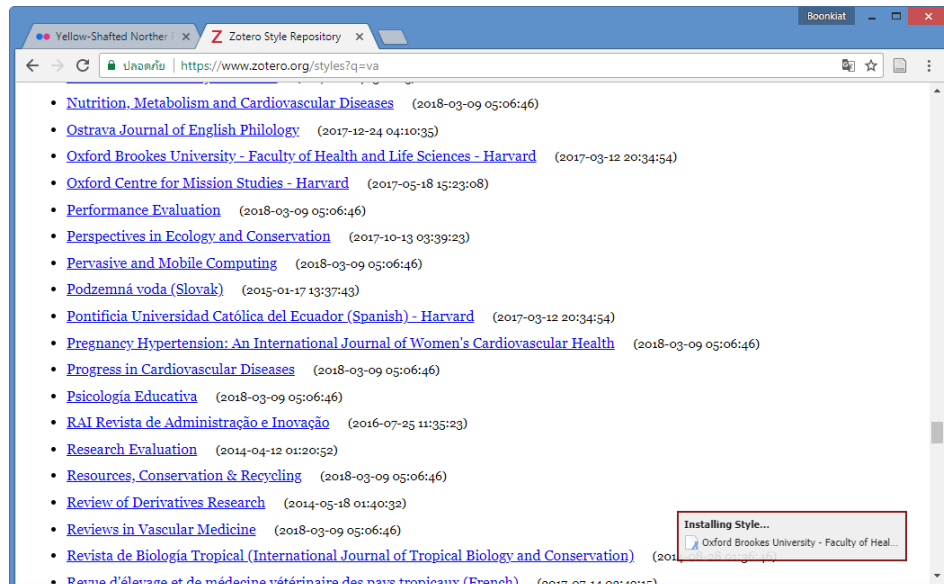 Boonkiat
Yellow-Shafted Norther F
Zotero Style Repository
ปลอดภัย
https://www.zotero.org/styles?q=va
Nutrition, Metabolism and Cardiovascular Diseases (2018-03-09 05:06:46)
Ostrava Journal of English Philology (2017-12-24 04:10:35)
Oxford Brookes University - Faculty of Health and Life Sciences - Harvard (2017-03-12 20:34:54)
Oxford Centre for Mission Studies - Harvard (2017-05-18 15:23:08)
Performance Evaluation (2018-03-09 05:06:46)
Perspectives in Ecology and Conservation (2017-10-13 03:39:23)
Pervasive and Mobile Computing (2018-03-09 05:06:46)
Podzemná voda (Slovak) (2015-01-17 13:37:43)
Pontificia Universidad Católica del Ecuador (Spanish) - Harvard (2017-03-12 20:34:54)
Pregnancy Hypertension: An International Journal of Women's Cardiovascular Health (2018-03-09 05:06:46)
Progress in Cardiovascular Diseases (2018-03-09 05:06:46)
Psicología Educativa (2018-03-09 05:06:46)
RAI Revista de Administração e Inovação (2016-07-25 11:35:23)
Research Evaluation (2014-04-12 01:20:52)
Resources, Conservation & Recycling (2018-03-09 05:06:46)
Review of Derivatives Research (2014-05-18 01:40:32)
Reviews in Vascular Medicine (2018-03-09 05:06:46)
Installing Style...
Oxford Brookes University - Faculty of Heal...
Revista de Biología Tropical (International Journal of Tropical Biology and Conservation)
Revue d'élevage et de médecine vétérinaire des pays tropicaux (French)